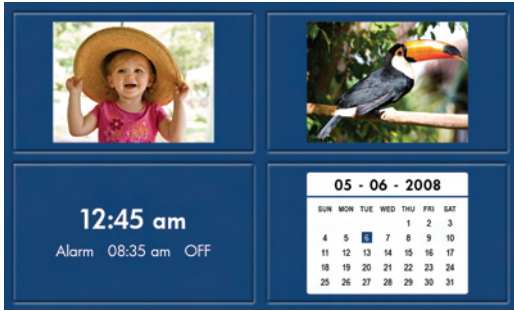 12:45 am
Alarm 08:35 am OFF
05 - 06 - 2008
SUN MON TUE WED THU FRI SAT
1 2 3
4 5 6 7 8 9 10
11 12 13 14 15 16 17
18 19 20 21 22 23 24
25 26 27 28 29 30 31